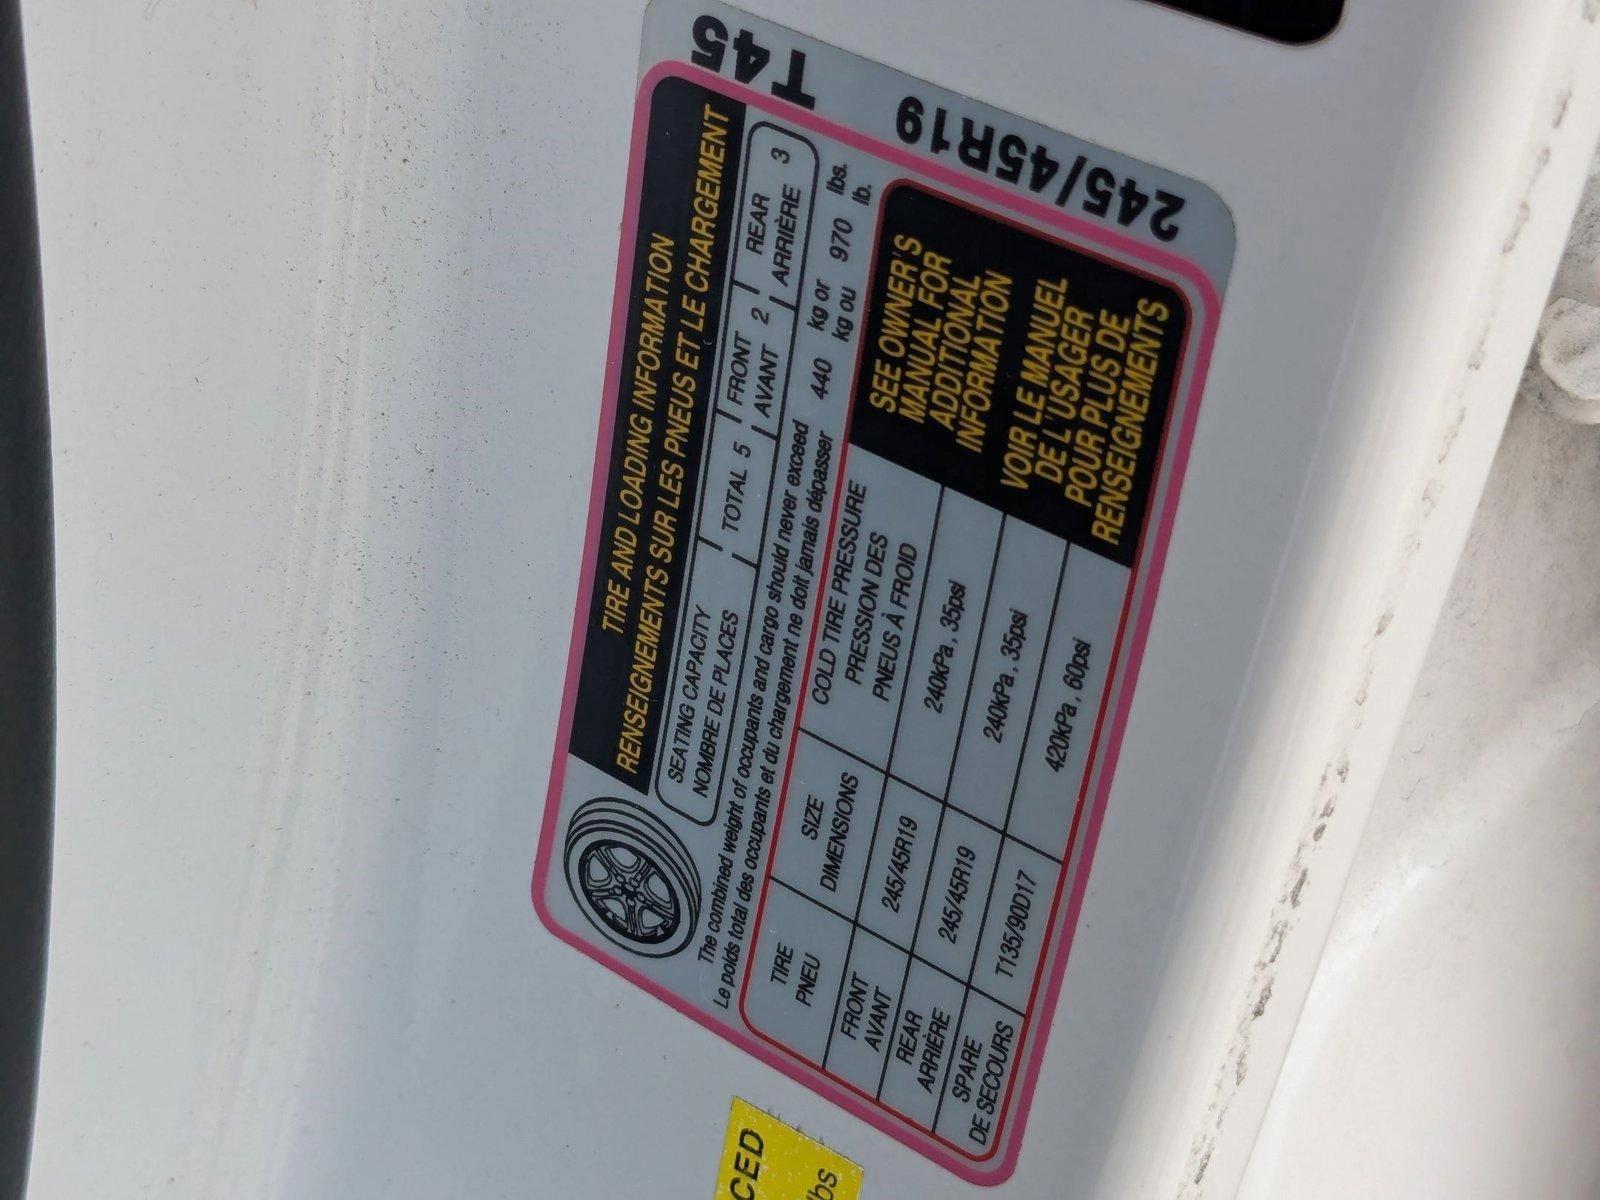 T45
245/45R19
TIRE AND LOADING INFORMATION
RENSEIGNEMENTS SUR LES PNEUS ET LE CHARGEMENT
SEATING CAPACITY
NOMBRE DE PLACES
TOTAL 5
FRONT
AVANT 2
REAR
ARRIÈRE 3
The combined weight of occupants and cargo should never exceed 440 kg or 970 lbs.
Le poids total des occupants et du chargement ne doit jamais dépasser kg ou lb.
TIRE
PNEU
SIZE
DIMENSIONS
COLD TIRE PRESSURE
PRESSION DES
PNEUS À FROID
FRONT
AVANT
245/45R19
240kPa, 35psi
REAR
ARRIÈRE
245/45R19
240kPa, 35psi
SPARE
DE SECOURS
T135/90D17
420kPa, 60psi
SEE OWNER'S
MANUAL FOR
ADDITIONAL
INFORMATION
VOIR LE MANUEL
DE L'USAGER
POUR PLUS DE
RENSEIGNEMENTS
CED
lbs